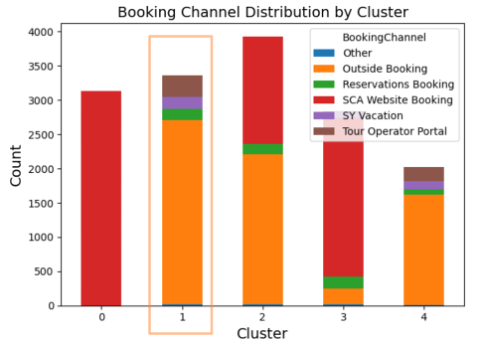 Booking Channel Distribution by Cluster
4000
3500
3000
2500
2000
1500
1000
500
0
Count
BookingChannel
Other
Outside Booking
Reservations Booking
SCA Website Booking
SY Vacation
Tour Operator Portal
0 1 2 3 4
Cluster